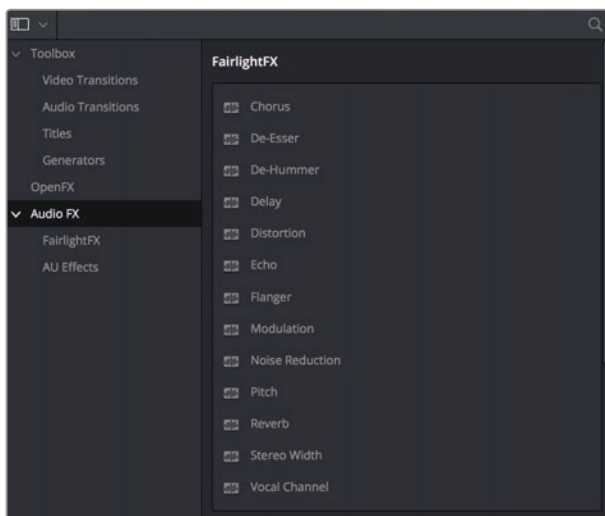 Toolbox
Video Transitions
Audio Transitions
Titles
Generators
OpenFX
Audio FX
FairlightFX
AU Effects
FairlightFX
Chorus
De-Esser
De-Hummer
Delay
Distortion
Echo
Flanger
Modulation
Noise Reduction
Pitch
Reverb
Stereo Width
Vocal Channel